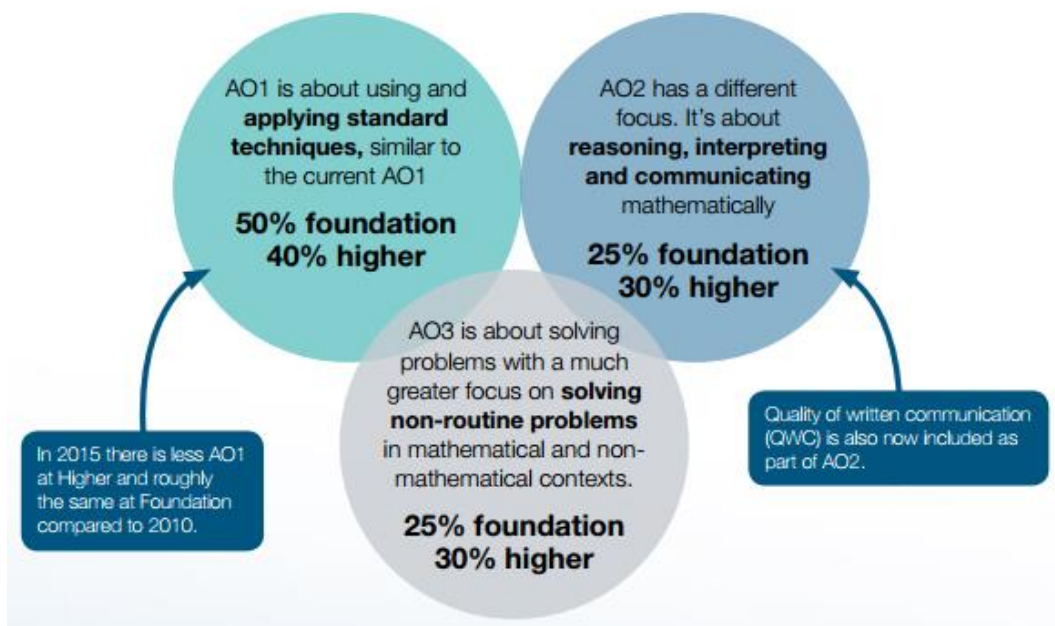 AO1 is about using and
applying standard
techniques, similar to
the current AO1
50% foundation
40% higher
AO2 has a different
focus. It's about
reasoning, interpreting
and communicating
mathematically
25% foundation
30% higher
AO3 is about solving
problems with a much
greater focus on solving
non-routine problems
in mathematical and non-
mathematical contexts.
25% foundation
30% higher
In 2015 there is less AO1
at Higher and roughly
the same at Foundation
compared to 2010.
Quality of written communication
(QWC) is also now included as
part of AO2.